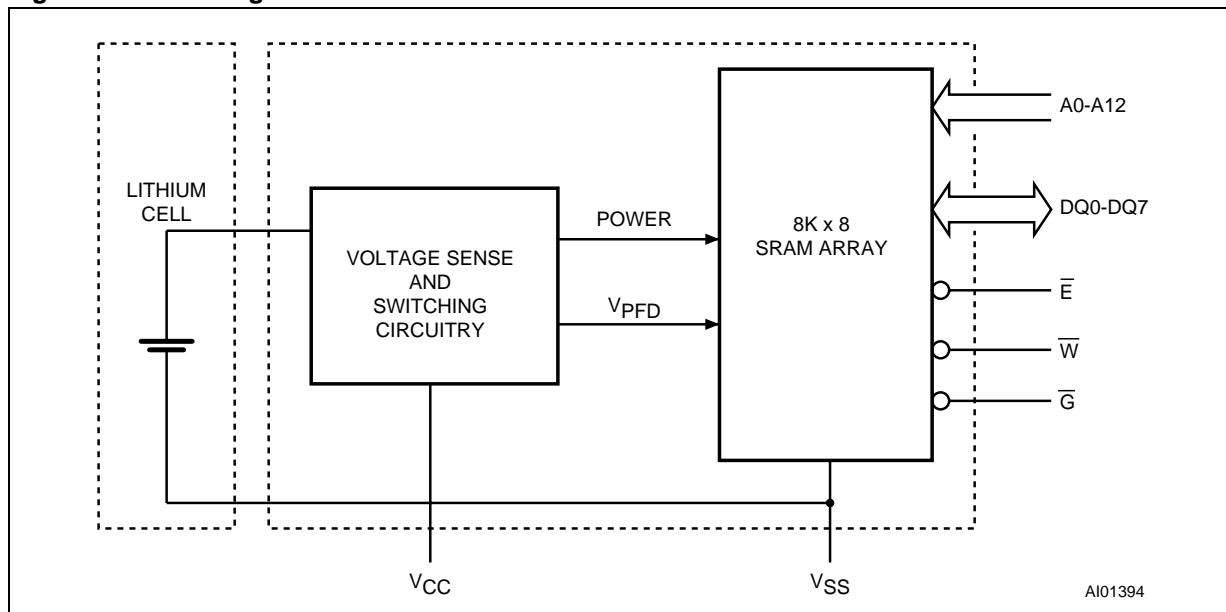 A0-A12
LITHIUM
CELL
POWER
DQ0-DQ7
8K x 8
SRAM ARRAY
VOLTAGE SENSE
AND
SWITCHING
CIRCUITRY
E̅
VPFD
W̅
G̅
VCC
VSS
AI01394